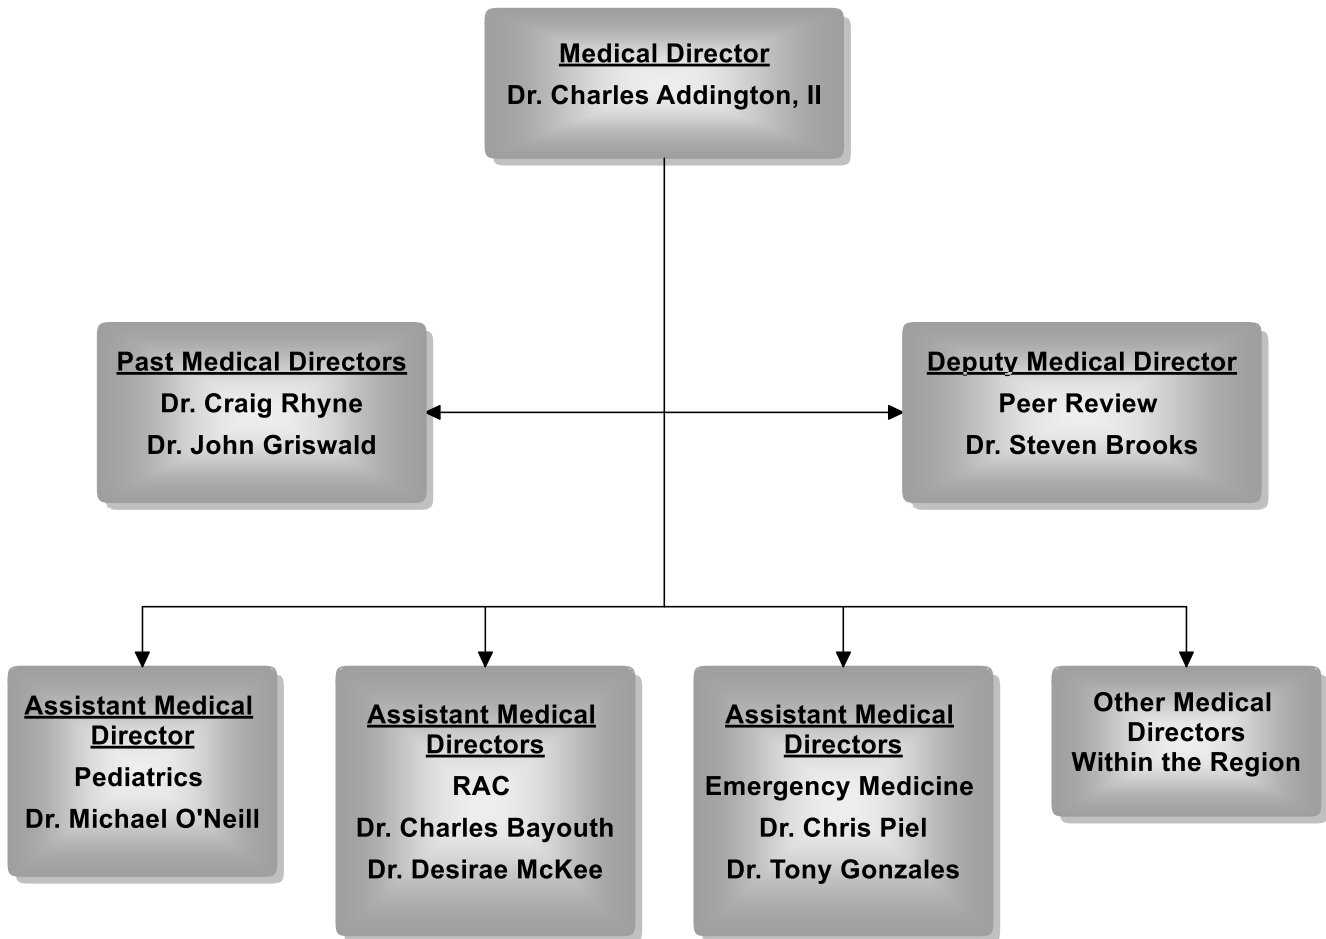 Medical Director
Dr. Charles Addington, II
Past Medical Directors
Dr. Craig Rhyne
Dr. John Griswald
Deputy Medical Director
Peer Review
Dr. Steven Brooks
Assistant Medical
Director
Pediatrics
Dr. Michael O'Neill
Assistant Medical
Directors
RAC
Dr. Charles Bayouth
Dr. Desirae McKee
Assistant Medical
Directors
Emergency Medicine
Dr. Chris Piel
Dr. Tony Gonzales
Other Medical
Directors
Within the Region